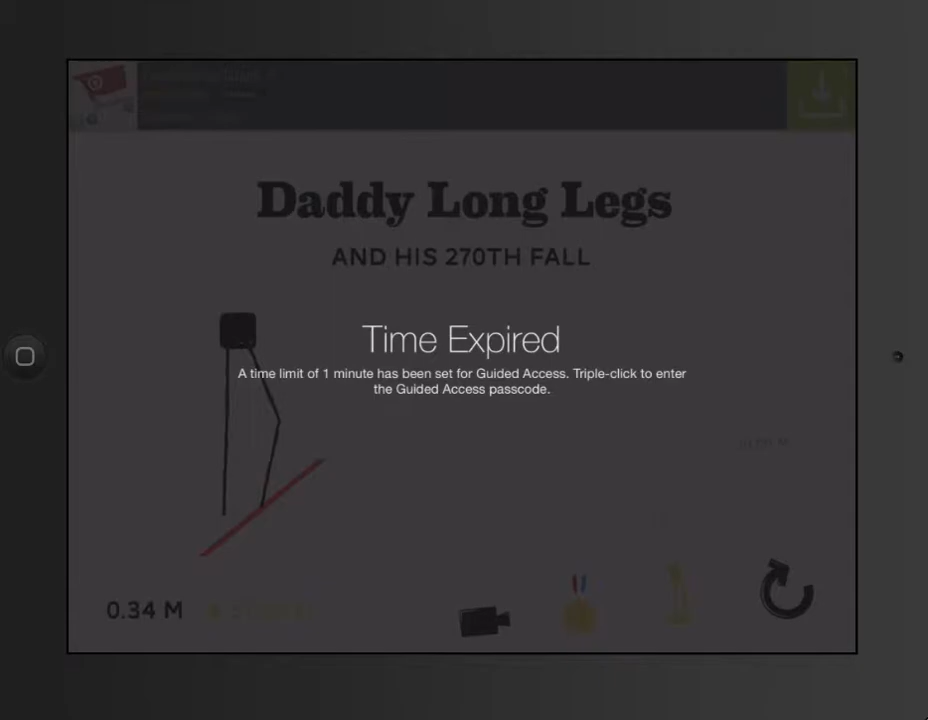 Daddy Long Legs
AND HIS 270TH FALL
Time Expired
A time limit of 1 minute has been set for Guided Access. Triple-click to enter
the Guided Access passcode.
0.34 M